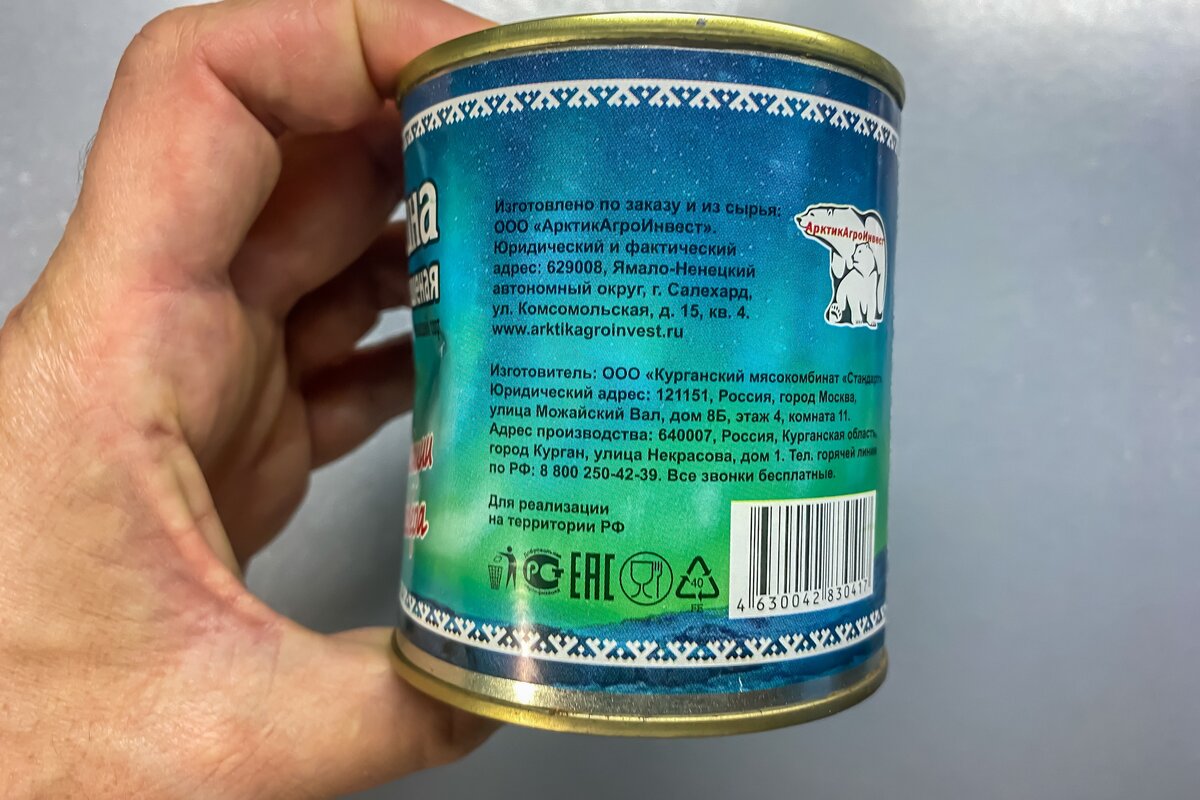 Изготовлено по заказу и из сырья:
ООО «АрктикАгроИнвест».
Юридический и фактический
адрес: 629008, Ямало-Ненецкий
автономный округ, г. Салехард,
ул. Комсомольская, д. 15, кв. 4.
www.arktikagroinvest.ru
АрктикАгроИнвест
Изготовитель: ООО «Курганский мясокомбинат «Стандарт».
Юридический адрес: 121151, Россия, город Москва,
улица Можайский Вал, дом 8Б, этаж 4, комната 11.
Адрес производства: 640007, Россия, Курганская область,
город Курган, улица Некрасова, дом 1. Тел. горячей линии
по РФ: 8 800 250-42-39. Все звонки бесплатные.
Для реализации
на территории РФ
РСТ
ЕАС
40
FE
4 630042 830417